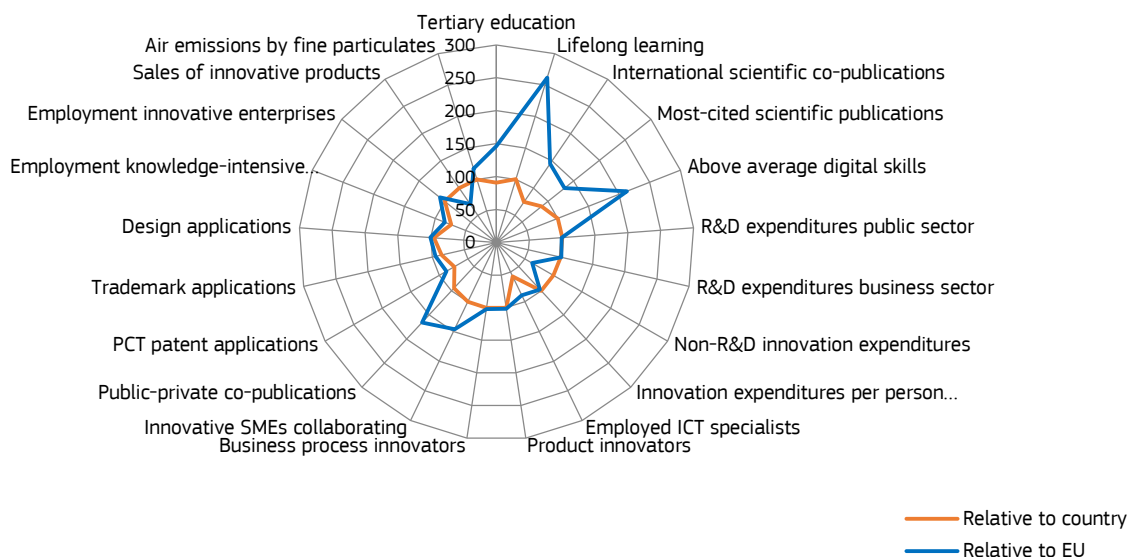 Tertiary education
Lifelong learning
International scientific co-publications
Most-cited scientific publications
Above average digital skills
R&D expenditures public sector
R&D expenditures business sector
Non-R&D innovation expenditures
Innovation expenditures per person...
Employed ICT specialists
Product innovators
Business process innovators
Innovative SMEs collaborating
Public-private co-publications
PCT patent applications
Trademark applications
Design applications
Employment knowledge-intensive...
Employment innovative enterprises
Sales of innovative products
Air emissions by fine particulates
300
250
200
150
100
50
0
Relative to country
Relative to EU